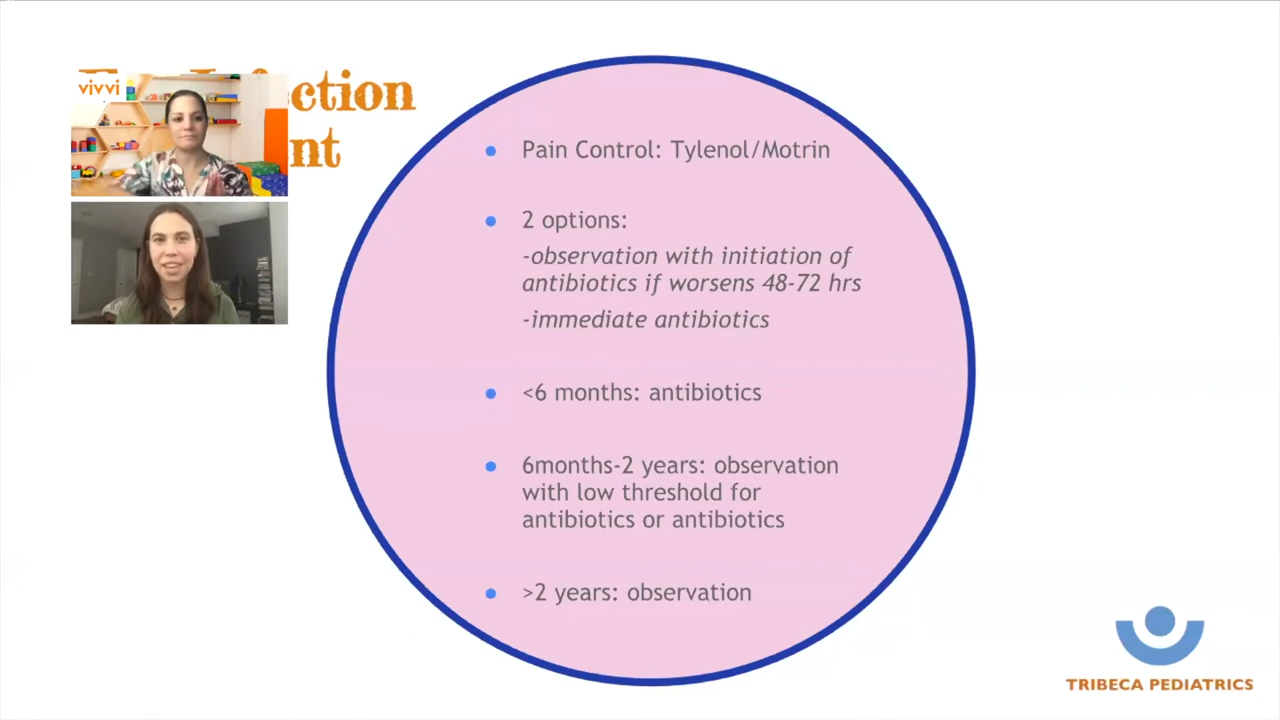 vivvi
ction
nt
Pain Control: Tylenol/Motrin
2 options:
-observation with initiation of
antibiotics if worsens 48-72 hrs
-immediate antibiotics
<6 months: antibiotics
6months-2 years: observation
with low threshold for
antibiotics or antibiotics
>2 years: observation
TRIBECA PEDIATRICS